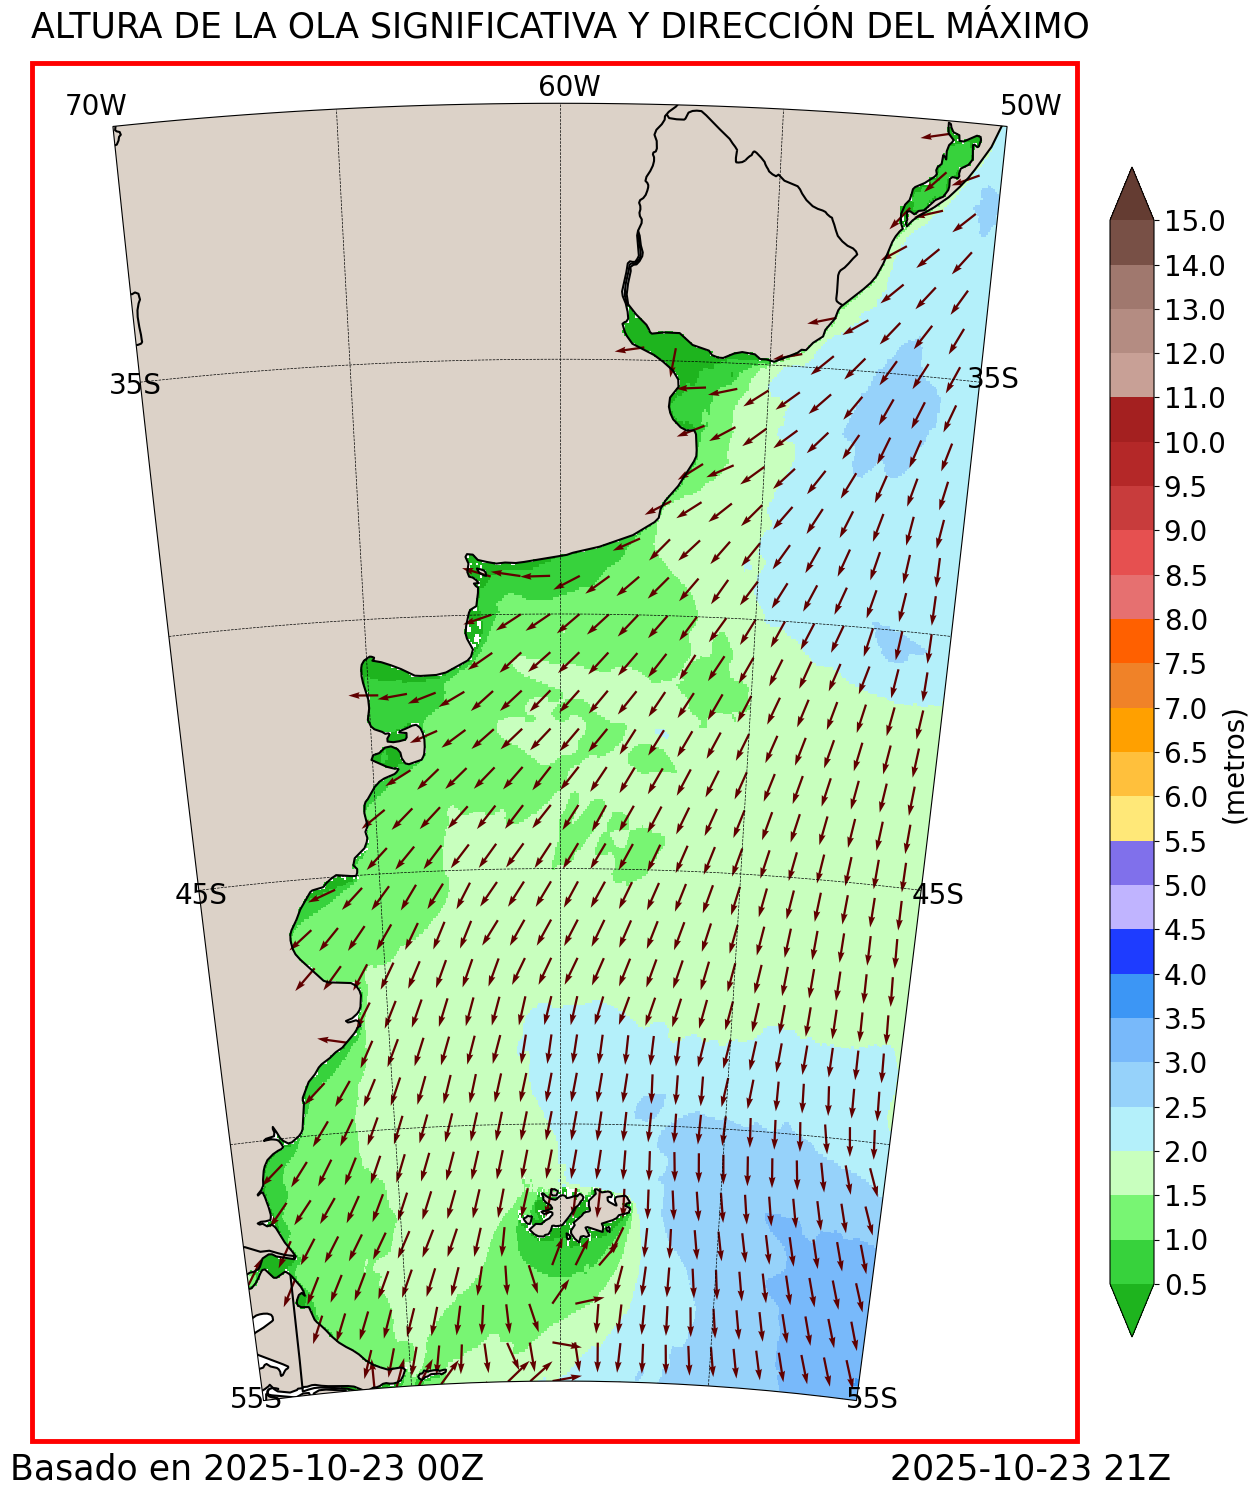 ALTURA DE LA OLA SIGNIFICATIVA Y DIRECCIÓN DEL MÁXIMO
60W
70W
50W
15.0
14.0
13.0
12.0
35S
35S
11.0
10.0
9.5
9.0
8.5
8.0
7.5
7.0
6.5
(metros)
6.0
5.5
45S
45S
5.0
4.5
4.0
3.5
3.0
2.5
2.0
1.5
1.0
0.5
55S
55S
Basado en 2025-10-23 00Z
2025-10-23 21Z